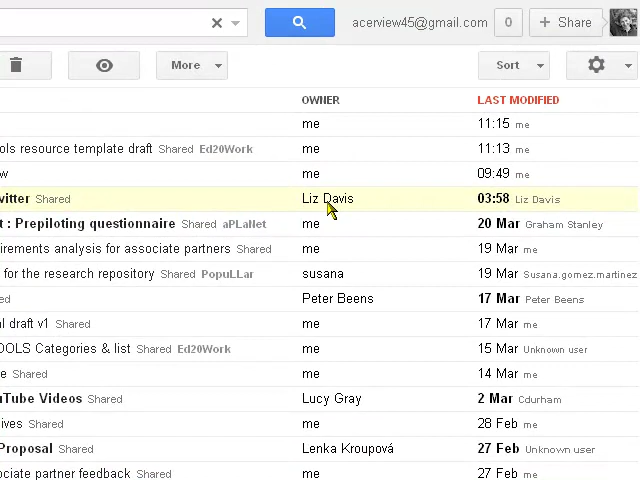 acerview45@gmail.com 0 + Share
More Sort
OWNER LAST MODIFIED
me 11:15 me
ols resource template draft Shared Ed20Work me 11:13 me
w me 09:49 me
vitter Shared Liz Davis 03:58 Liz Davis
t : Prepiloting questionnaire Shared aPLaNet me 20 Mar Graham Stanley
irements analysis for associate partners Shared me 19 Mar me
for the research repository Shared PopuLLar susana 19 Mar Susana.gomez.martinez
ed Peter Beens 17 Mar Peter Beens
al draft v1 Shared me 17 Mar me
OOLS Categories & list Shared Ed20Work me 15 Mar Unknown user
e Shared me 14 Mar me
uTube Videos Shared Lucy Gray 2 Mar Cdurham
ives Shared me 28 Feb me
Proposal Shared Lenka Kroupová 27 Feb Unknown user
ociate partner feedback Shared me 27 Feb me